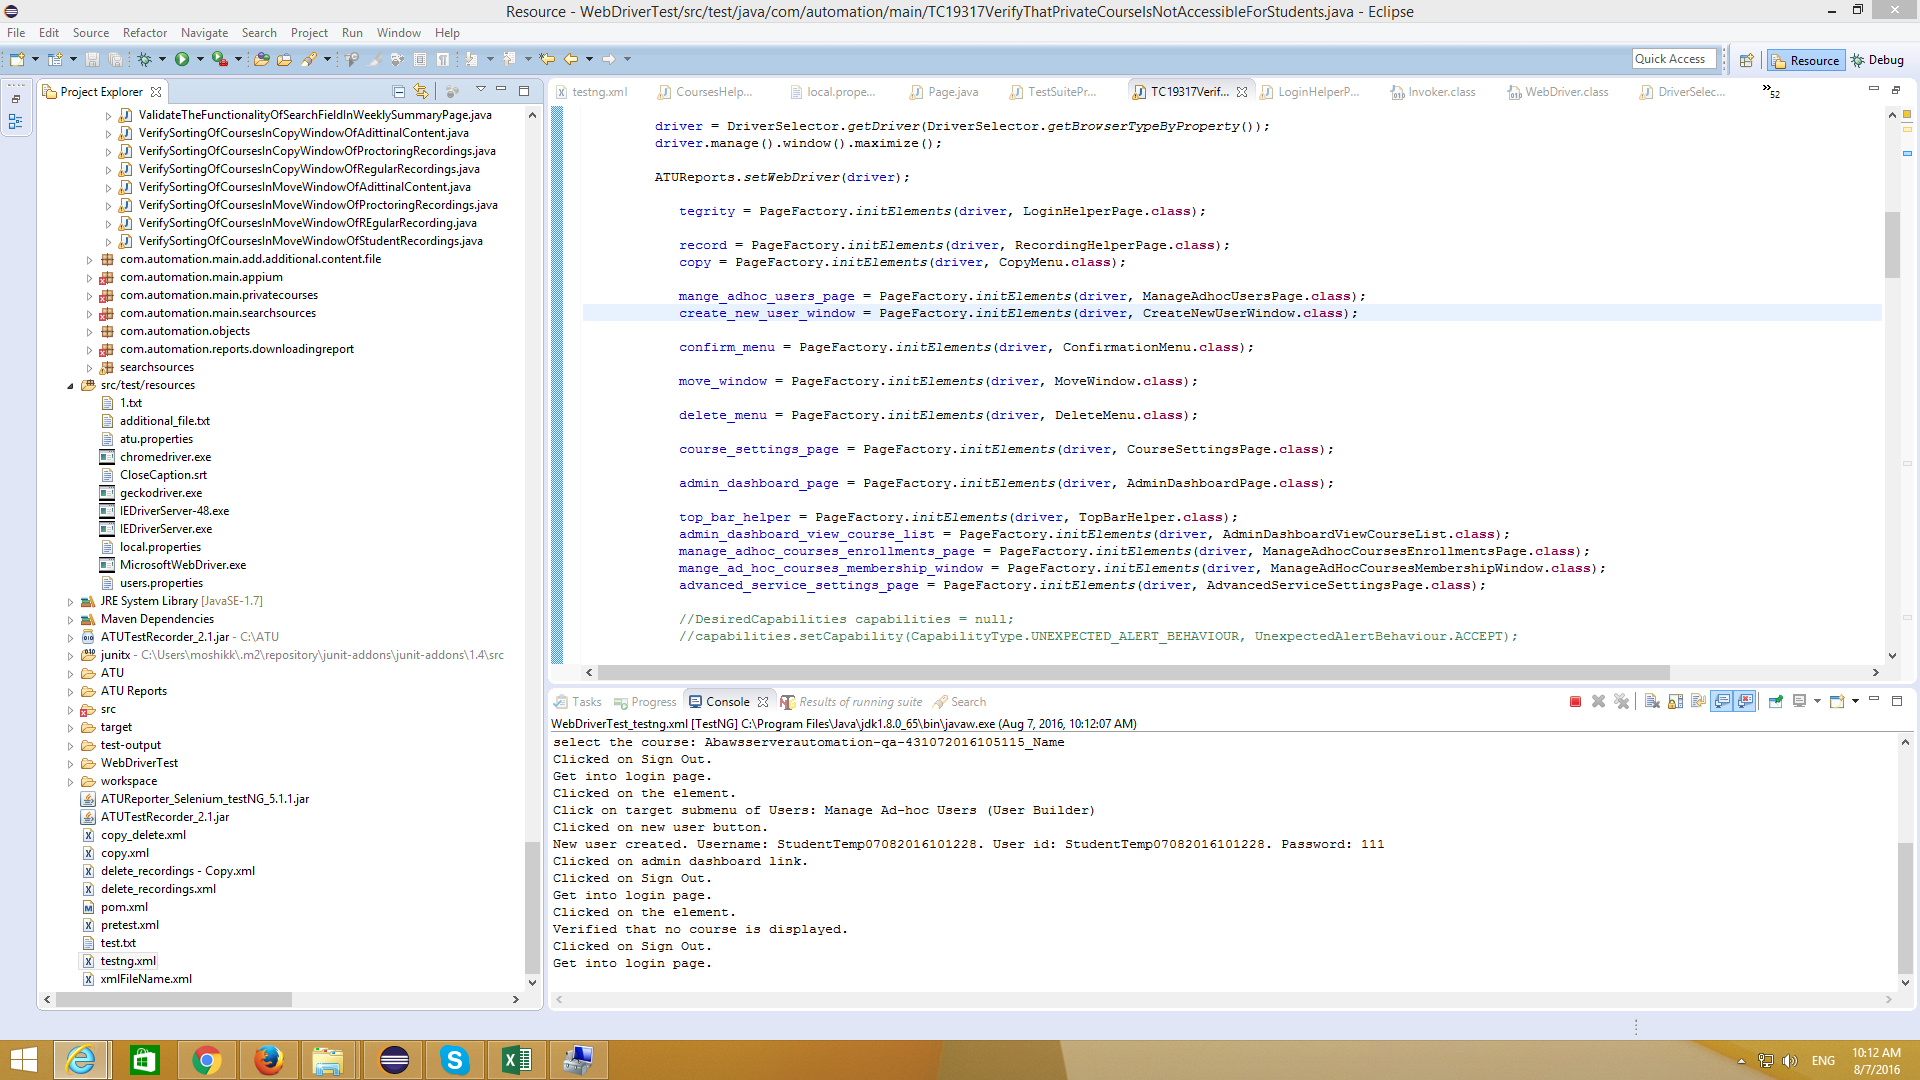 Resource - WebDriverTest/src/test/java/com/automation/main/TC19317VerifyThatPrivateCourseIsNotAccessibleForStudents.java - Eclipse
File Edit Source Refactor Navigate Search Project Run Window Help
Quick Access
Resource
Debug
Project Explorer
ValidateTheFunctionalityOfSearchFieldInWeeklySummaryPage.java
VerifySortingOfCoursesInCopyWindowOfAdittinalContent.java
VerifySortingOfCoursesInCopyWindowOfProctoringRecordings.java
VerifySortingOfCoursesInCopyWindowOfRegularRecordings.java
VerifySortingOfCoursesInMoveWindowOfAdittinalContent.java
VerifySortingOfCoursesInMoveWindowOfProctoringRecordings.java
VerifySortingOfCoursesInMoveWindowOfREgularRecording.java
VerifySortingOfCoursesInMoveWindowOfStudentRecordings.java
com.automation.main.add.additional.content.file
com.automation.main.appium
com.automation.main.privatecourses
com.automation.main.searchsources
com.automation.objects
com.automation.reports.downloadingreport
searchsources
src/test/resources
1.txt
additional_file.txt
atu.properties
chromedriver.exe
CloseCaption.srt
geckodriver.exe
IEDriverServer-48.exe
IEDriverServer.exe
local.properties
MicrosoftWebDriver.exe
users.properties
JRE System Library [JavaSE-1.7]
Maven Dependencies
ATUTestRecorder_2.1.jar - C:\ATU
junitx - C:\Users\moshikk\.m2\repository\junit-addons\junit-addons\1.4\src
ATU
ATU Reports
src
target
test-output
WebDriverTest
workspace
ATUReporter_Selenium_testNG_5.1.1.jar
ATUTestRecorder_2.1.jar
copy_delete.xml
copy.xml
delete_recordings - Copy.xml
delete_recordings.xml
pom.xml
pretest.xml
test.txt
testng.xml
xmlFileName.xml
testng.xml CoursesHelp... local.prope... Page.java TestSuitePr... TC19317Verif... LoginHelperP... Invoker.class WebDriver.class DriverSelec... »52
driver = DriverSelector.getDriver(DriverSelector.getBrowserTypeByProperty());
driver.manage().window().maximize();
ATUReports.setWebDriver(driver);
tegrity = PageFactory.initElements(driver, LoginHelperPage.class);
record = PageFactory.initElements(driver, RecordingHelperPage.class);
copy = PageFactory.initElements(driver, CopyMenu.class);
mange_adhoc_users_page = PageFactory.initElements(driver, ManageAdhocUsersPage.class);
create_new_user_window = PageFactory.initElements(driver, CreateNewUserWindow.class);
confirm_menu = PageFactory.initElements(driver, ConfirmationMenu.class);
move_window = PageFactory.initElements(driver, MoveWindow.class);
delete_menu = PageFactory.initElements(driver, DeleteMenu.class);
course_settings_page = PageFactory.initElements(driver, CourseSettingsPage.class);
admin_dashboard_page = PageFactory.initElements(driver, AdminDashboardPage.class);
top_bar_helper = PageFactory.initElements(driver, TopBarHelper.class);
admin_dashboard_view_course_list = PageFactory.initElements(driver, AdminDashboardViewCourseList.class);
manage_adhoc_courses_enrollments_page = PageFactory.initElements(driver, ManageAdhocCoursesEnrollmentsPage.class);
mange_ad_hoc_courses_membership_window = PageFactory.initElements(driver, ManageAdHocCoursesMembershipWindow.class);
advanced_service_settings_page = PageFactory.initElements(driver, AdvancedServiceSettingsPage.class);
//DesiredCapabilities capabilities = null;
//capabilities.setCapability(CapabilityType.UNEXPECTED_ALERT_BEHAVIOUR, UnexpectedAlertBehaviour.ACCEPT);
Tasks Progress Console Results of running suite Search
WebDriverTest_testng.xml [TestNG] C:\Program Files\Java\jdk1.8.0_65\bin\javaw.exe (Aug 7, 2016, 10:12:07 AM)
select the course: Abawsserverautomation-qa-431072016105115_Name
Clicked on Sign Out.
Get into login page.
Clicked on the element.
Click on target submenu of Users: Manage Ad-hoc Users (User Builder)
Clicked on new user button.
New user created. Username: StudentTemp07082016101228. User id: StudentTemp07082016101228. Password: 111
Clicked on admin dashboard link.
Clicked on Sign Out.
Get into login page.
Clicked on the element.
Verified that no course is displayed.
Clicked on Sign Out.
Get into login page.
ENG
10:12 AM
8/7/2016